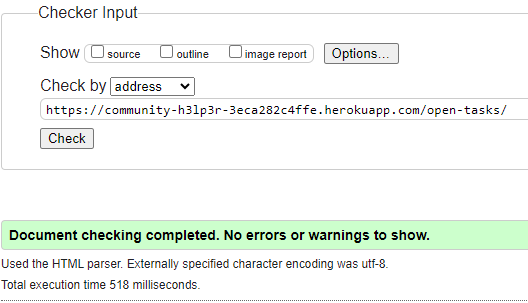 Checker Input
Show source outline image report Options...
Check by address
https://community-h3lp3r-3eca282c4ffe.herokuapp.com/open-tasks/
Check
Document checking completed. No errors or warnings to show.
Used the HTML parser. Externally specified character encoding was utf-8.
Total execution time 518 milliseconds.